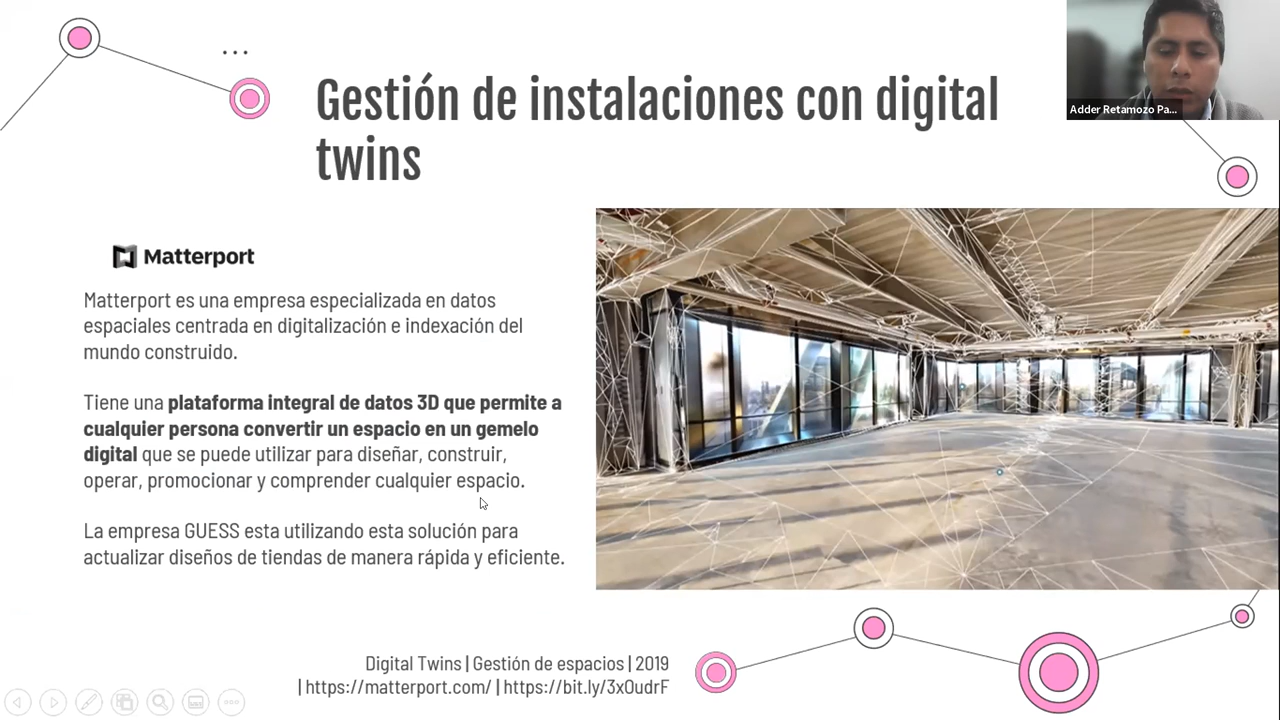 Gestión de instalaciones con digital
twins
Adder Retamozo Pa...
Matterport
Matterport es una empresa especializada en datos
espaciales centrada en digitalización e indexación del
mundo construido.
Tiene una plataforma integral de datos 3D que permite a
cualquier persona convertir un espacio en un gemelo
digital que se puede utilizar para diseñar, construir,
operar, promocionar y comprender cualquier espacio.
La empresa GUESS esta utilizando esta solución para
actualizar diseños de tiendas de manera rápida y eficiente.
Digital Twins | Gestión de espacios | 2019
| https://matterport.com/ | https://bit.ly/3xOudrF